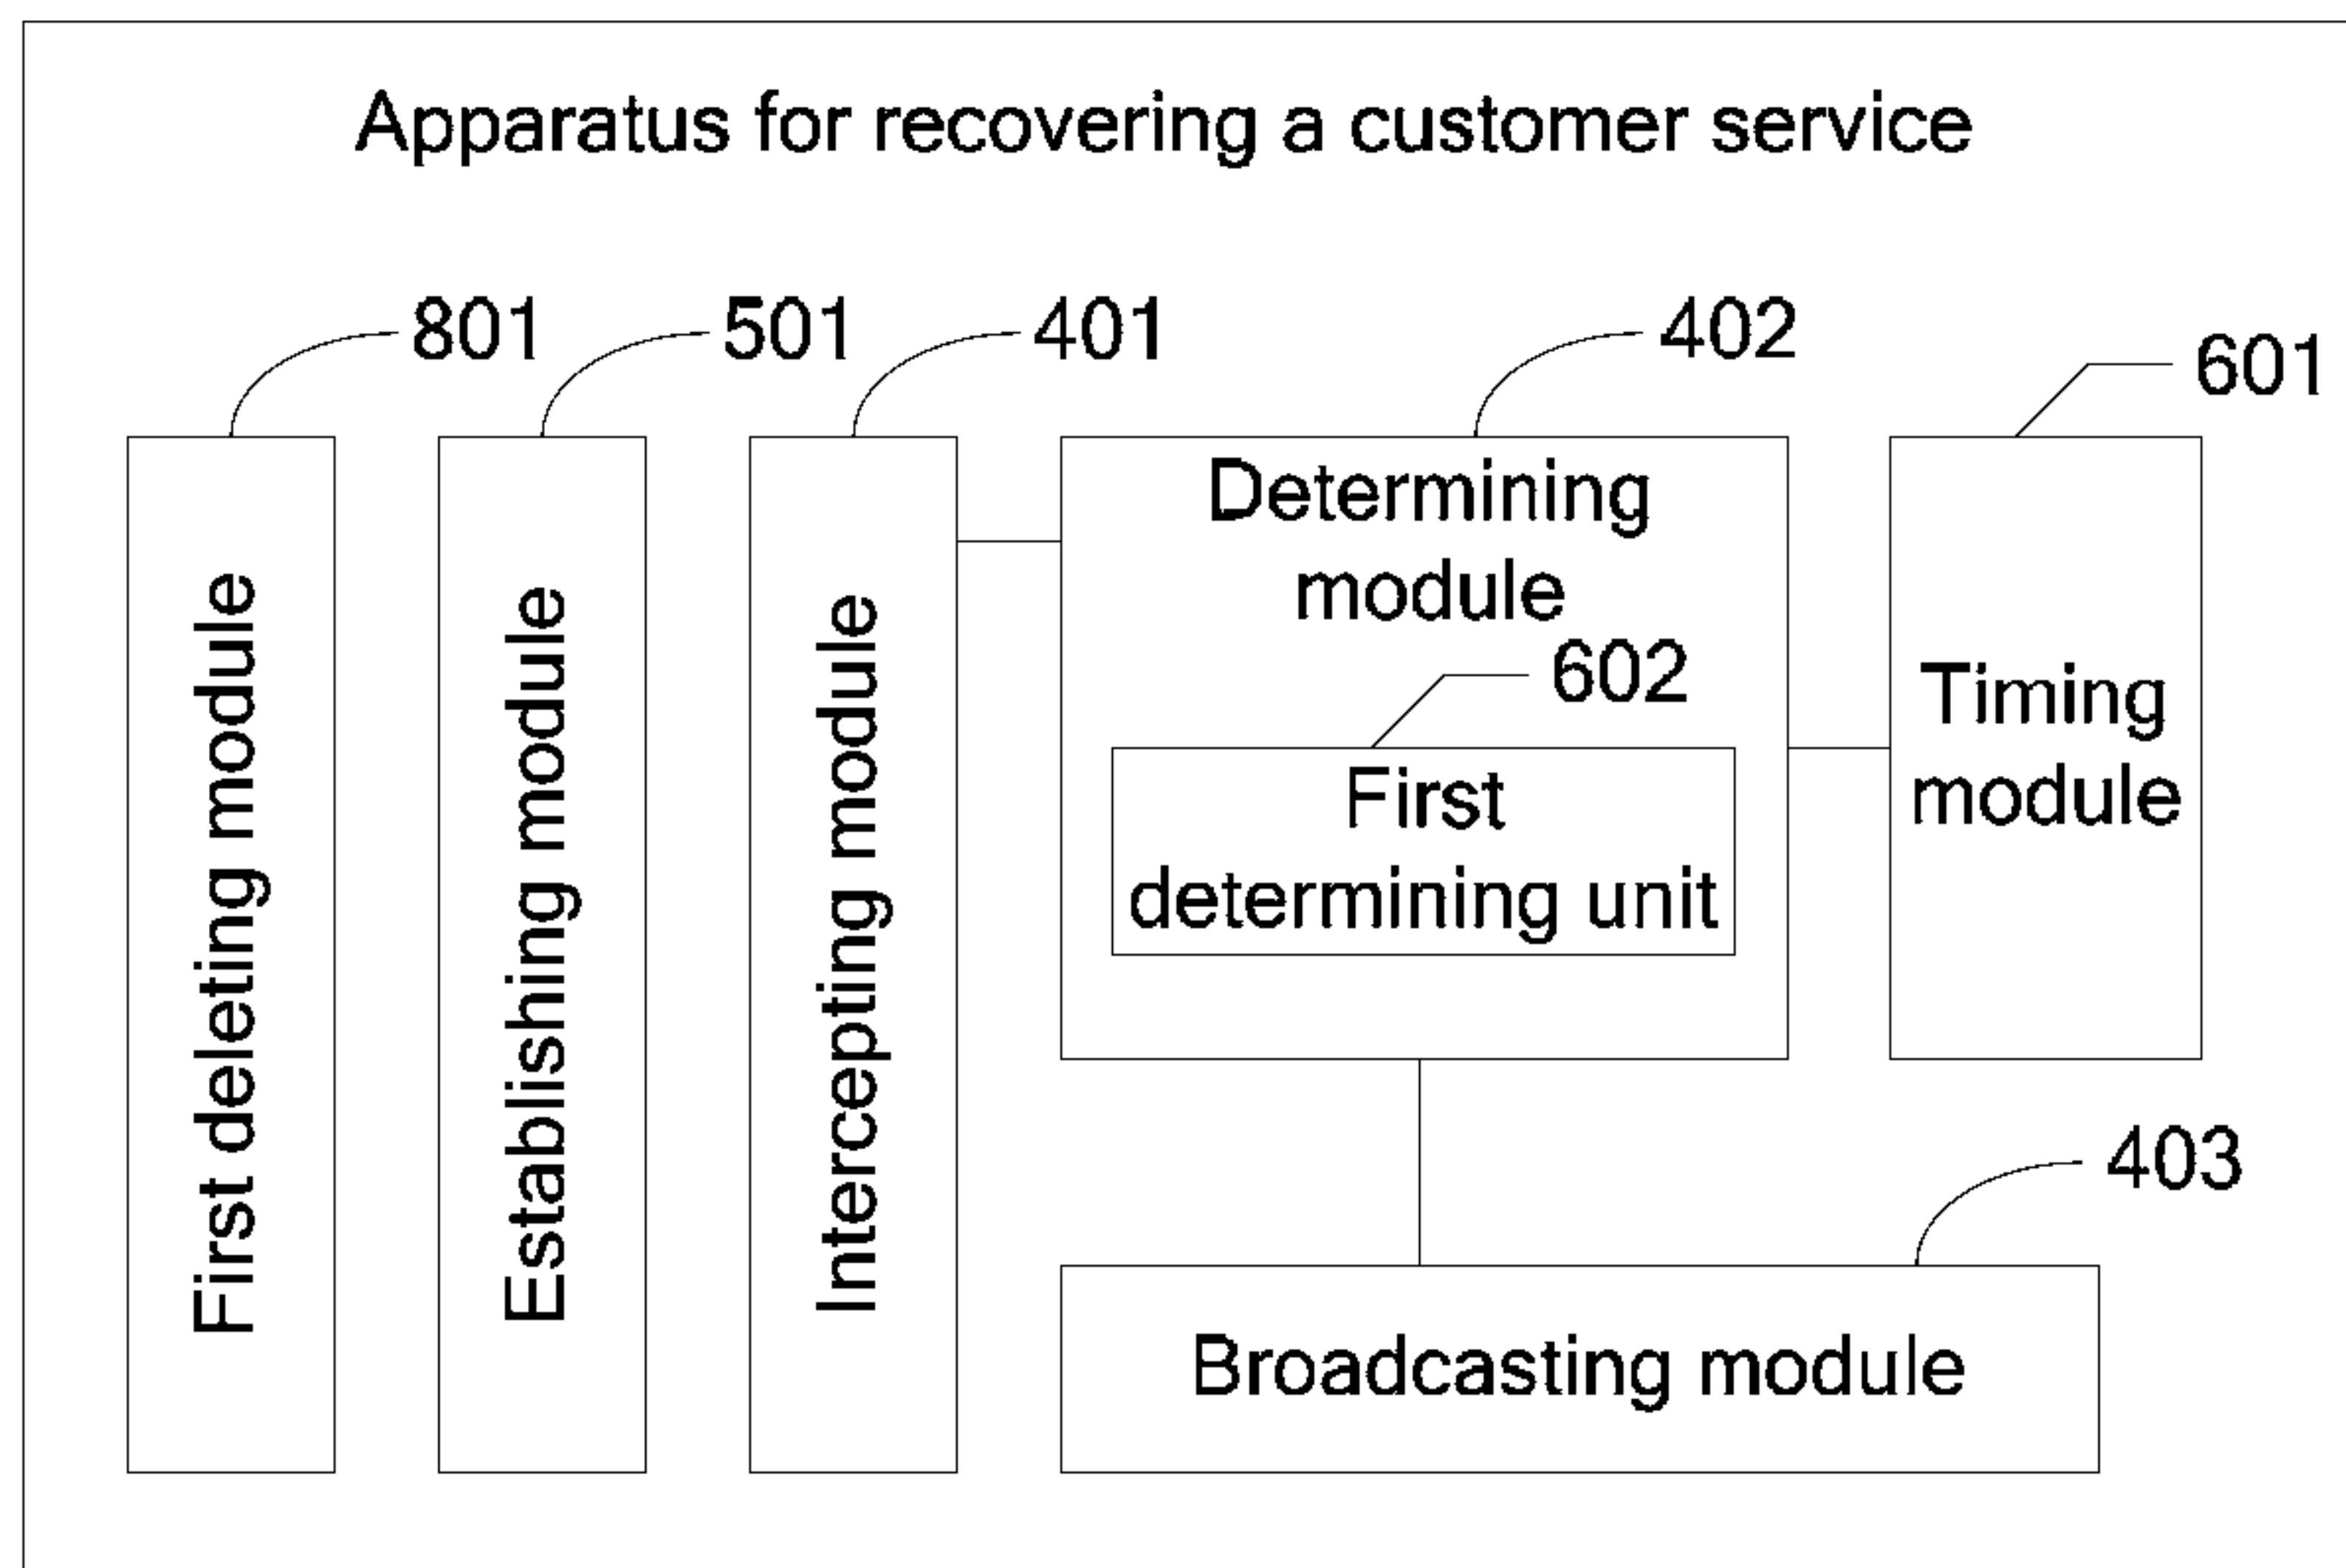 Apparatus for recovering a customer service
801
501
401
402
601
First deleting module
Establishing module
Intercepting module
Determining
module
602
First
determining unit
Timing
module
403
Broadcasting module